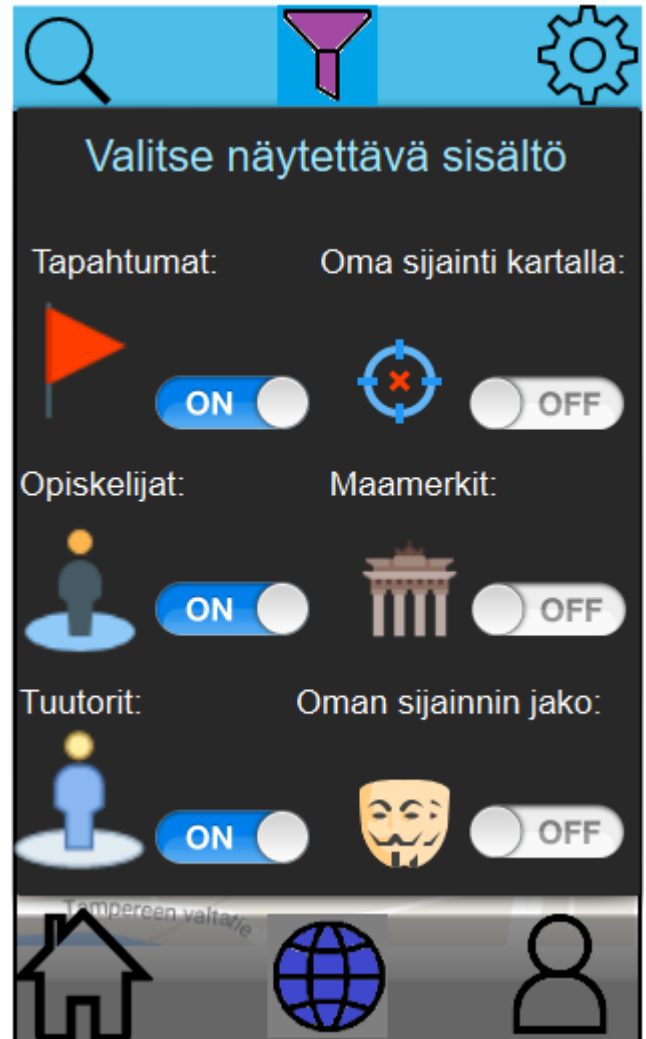 Valitse näytettävä sisältö
Tapahtumat: Oma sijainti kartalla:
ON OFF
Opiskelijat: Maamerkit:
ON OFF
Tuutorit: Oman sijainnin jako:
ON OFF
Tampereen valtatie